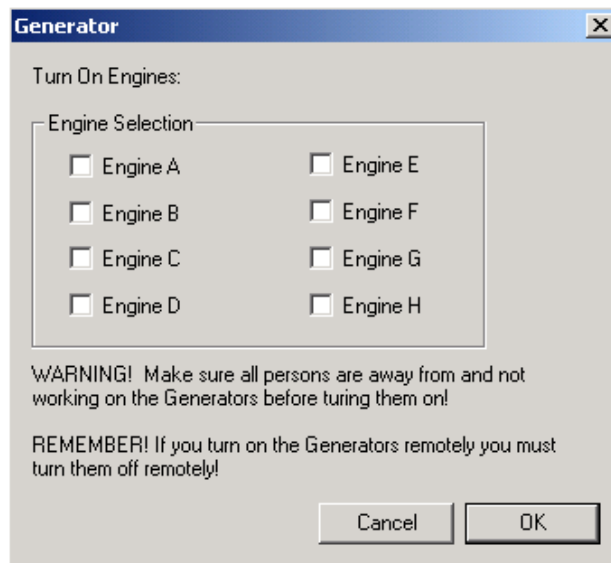 Generator
Turn On Engines:
Engine Selection
Engine A
Engine E
Engine B
Engine F
Engine C
Engine G
Engine D
Engine H
WARNING!  Make sure all persons are away from and not
working on the Generators before turing them on!
REMEMBER! If you turn on the Generators remotely you must
turn them off remotely!
Cancel
OK